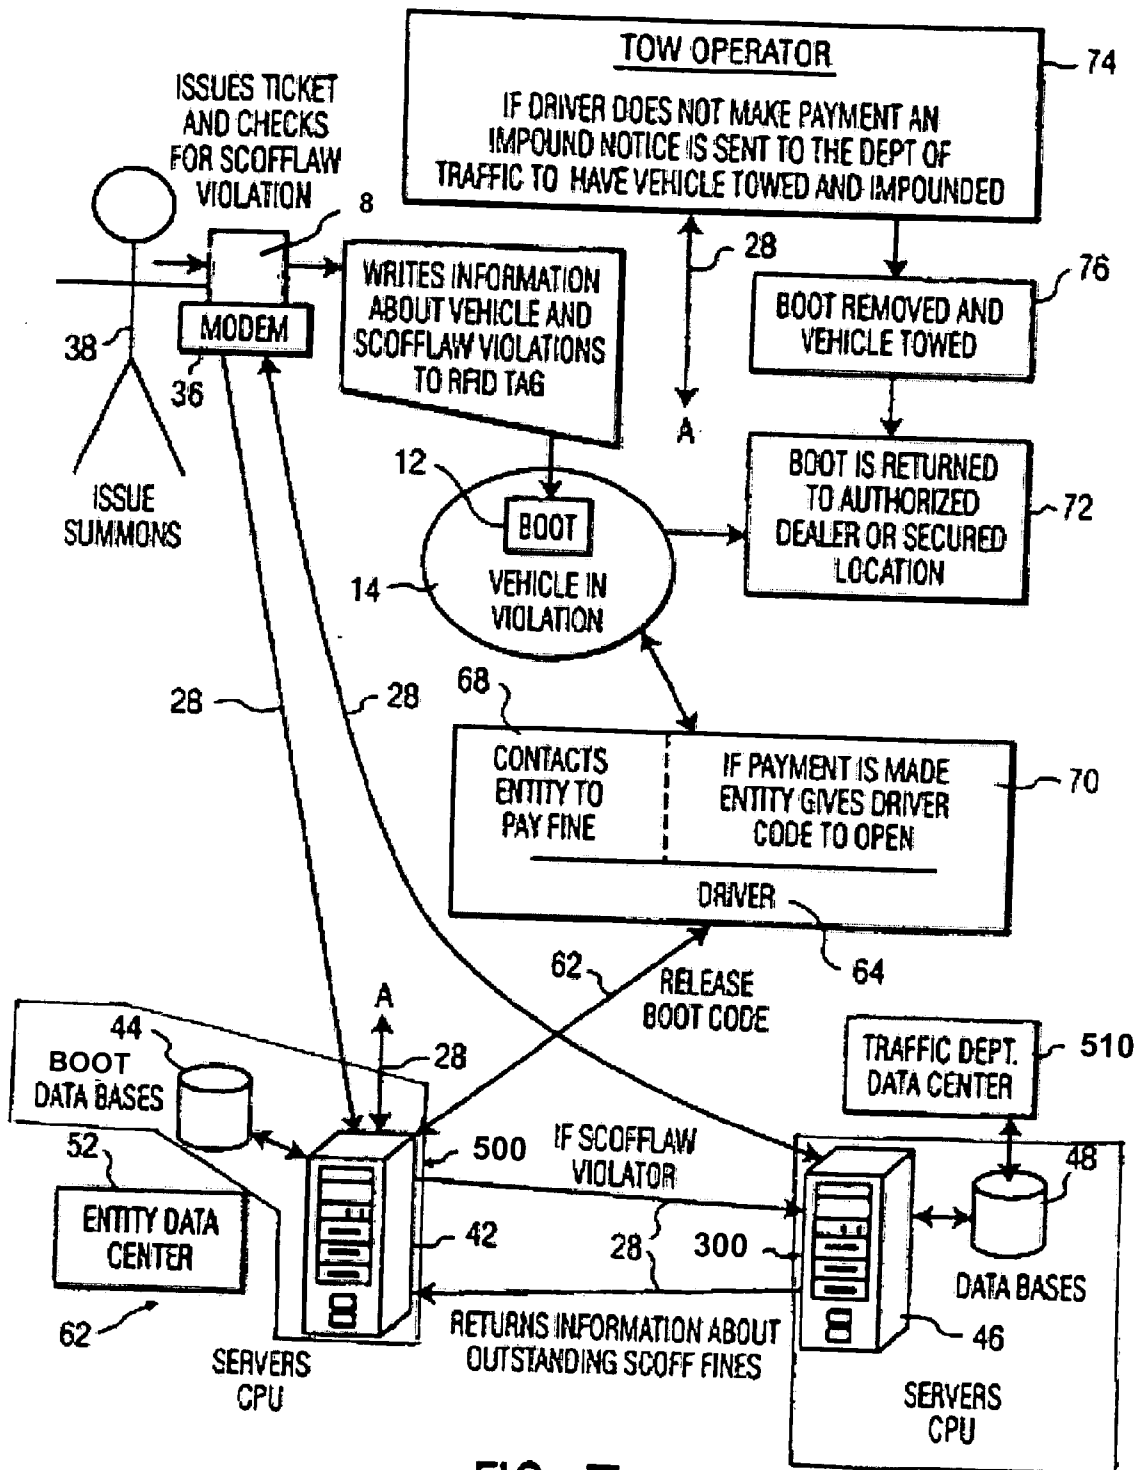 TOW OPERATOR
74
IF DRIVER DOES NOT MAKE PAYMENT AN
IMPOUND NOTICE IS SENT TO THE DEPT OF
TRAFFIC TO HAVE VEHICLE TOWED AND IMPOUNDED
ISSUES TICKET
AND CHECKS
FOR SCOFFLAW
VIOLATION
8
MODEM
38
36
ISSUE
SUMMONS
WRITES INFORMATION
ABOUT VEHICLE AND
SCOFFLAW VIOLATIONS
TO RFID TAG
28
A
76
BOOT REMOVED AND
VEHICLE TOWED
BOOT IS RETURNED
TO AUTHORIZED
DEALER OR SECURED
LOCATION
72
12
BOOT
14
VEHICLE IN
VIOLATION
28
28
68
CONTACTS
ENTITY TO
PAY FINE
IF PAYMENT IS MADE
ENTITY GIVES DRIVER
CODE TO OPEN
70
DRIVER
64
62
RELEASE
BOOT CODE
A
28
44
BOOT
DATA BASES
52
ENTITY DATA
CENTER
62
SERVERS
CPU
500
42
IF SCOFFLAW
VIOLATOR
28
300
RETURNS INFORMATION ABOUT
OUTSTANDING SCOFF FINES
TRAFFIC DEPT.
DATA CENTER
510
48
DATA BASES
46
SERVERS
CPU